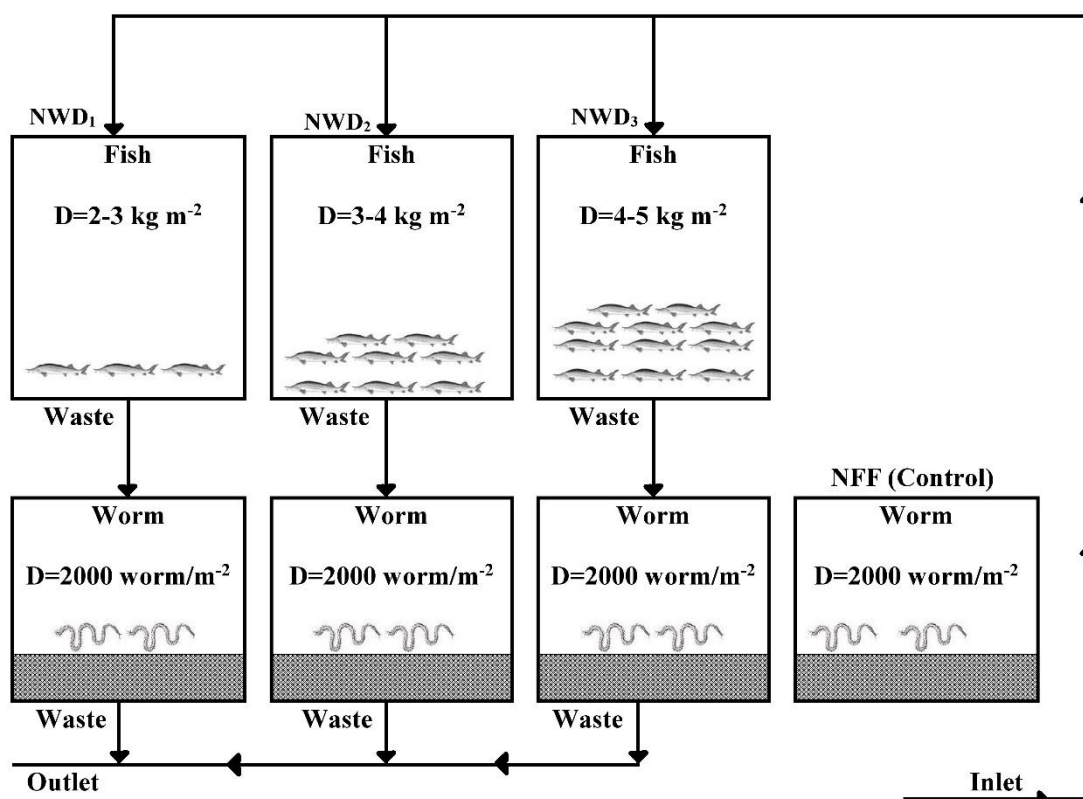 NWD₁
NWD₂
NWD₃
Fish
Fish
Fish
D=2-3 kg m⁻²
D=3-4 kg m⁻²
D=4-5 kg m⁻²
Waste
Waste
Waste
NFF (Control)
Worm
Worm
Worm
Worm
D=2000 worm/m⁻²
D=2000 worm/m⁻²
D=2000 worm/m⁻²
D=2000 worm/m⁻²
Waste
Waste
Waste
Outlet
Inlet